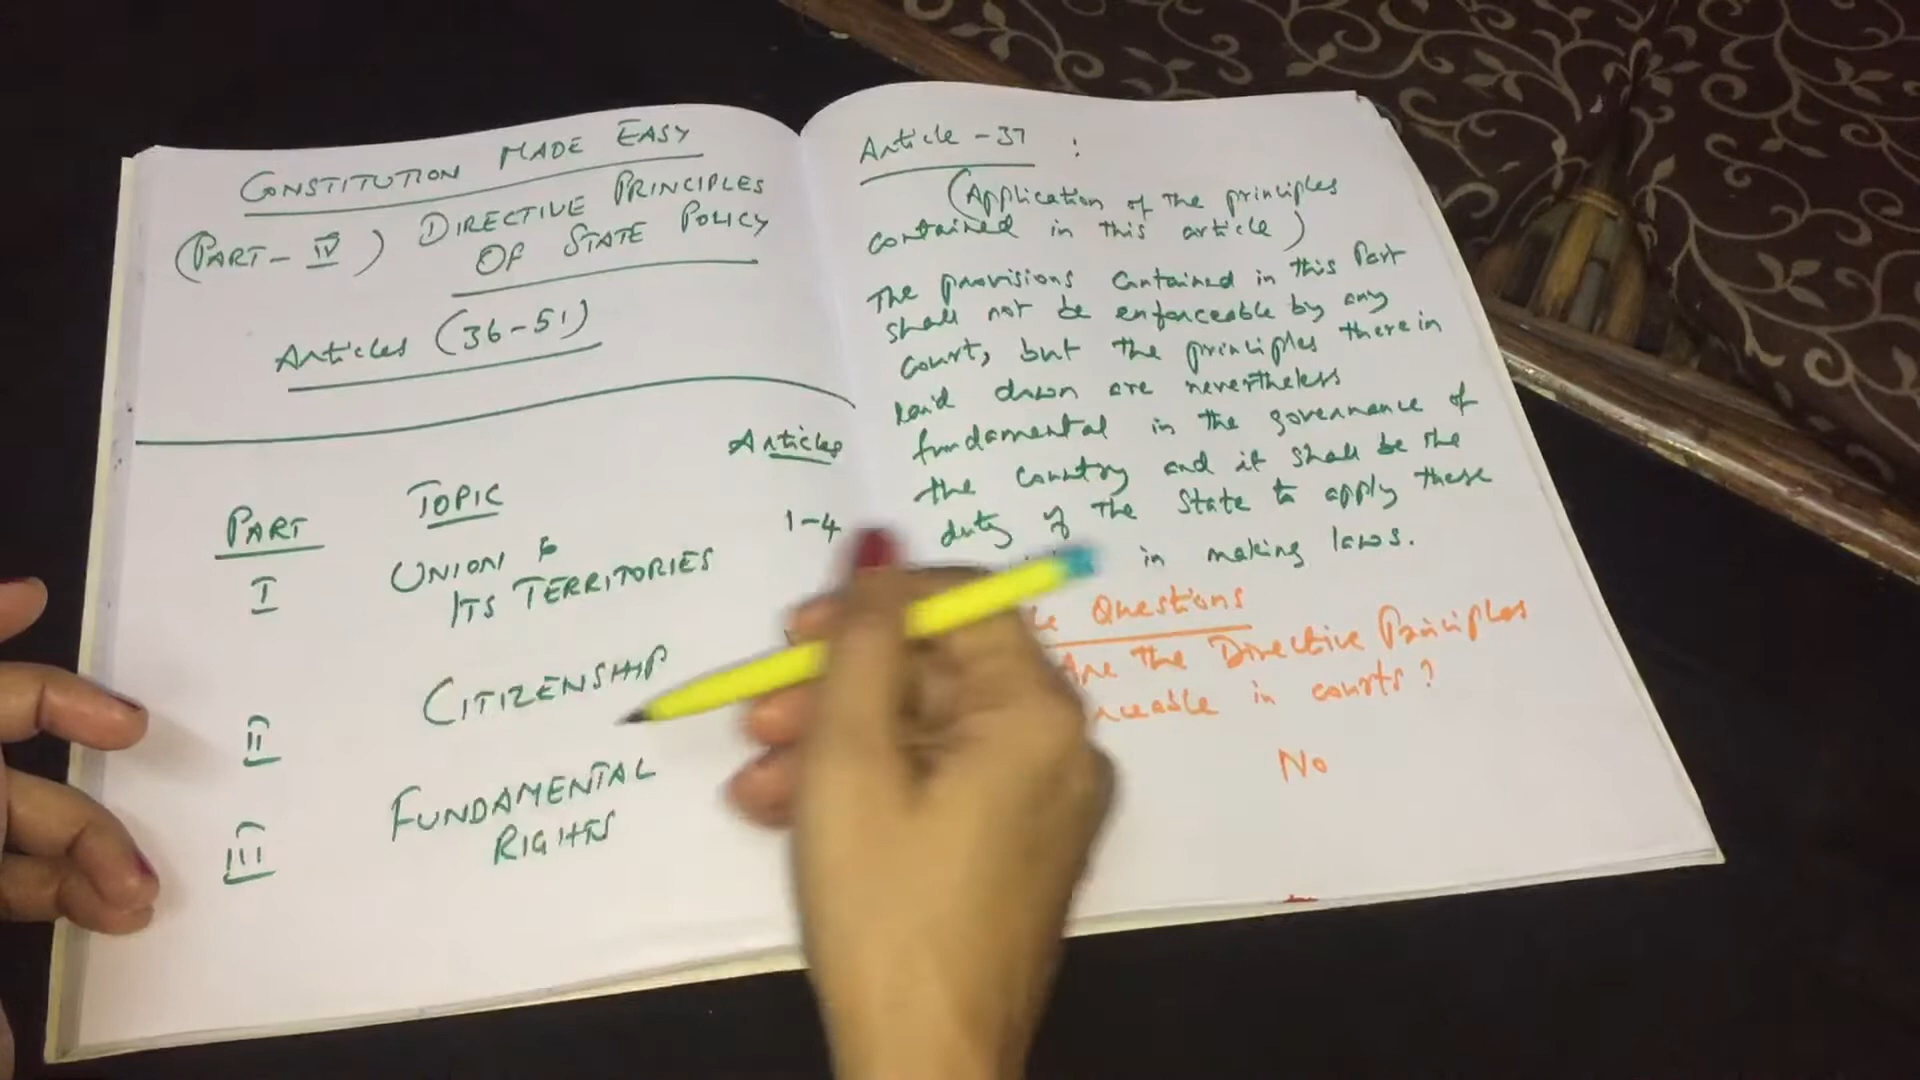 CONSTITUTION MADE EASY
(PART-IV) DIRECTIVE PRINCIPLES
OF STATE POLICY
Articles (36-51)
Articles
PART
TOPIC
I
UNION &
ITS TERRITORIES
1-4
II
CITIZENSHIP
III
FUNDAMENTAL
RIGHTS
Article - 37 :
(Application of the principles
contained in this article)
The provisions contained in this Part
shall not be enforceable by any
court, but the principles therein
laid down are nevertheless
fundamental in the governance of
the country and it shall be the
duty of the State to apply these
in making laws.
Questions
Are the Directive Principles
in courts?
No